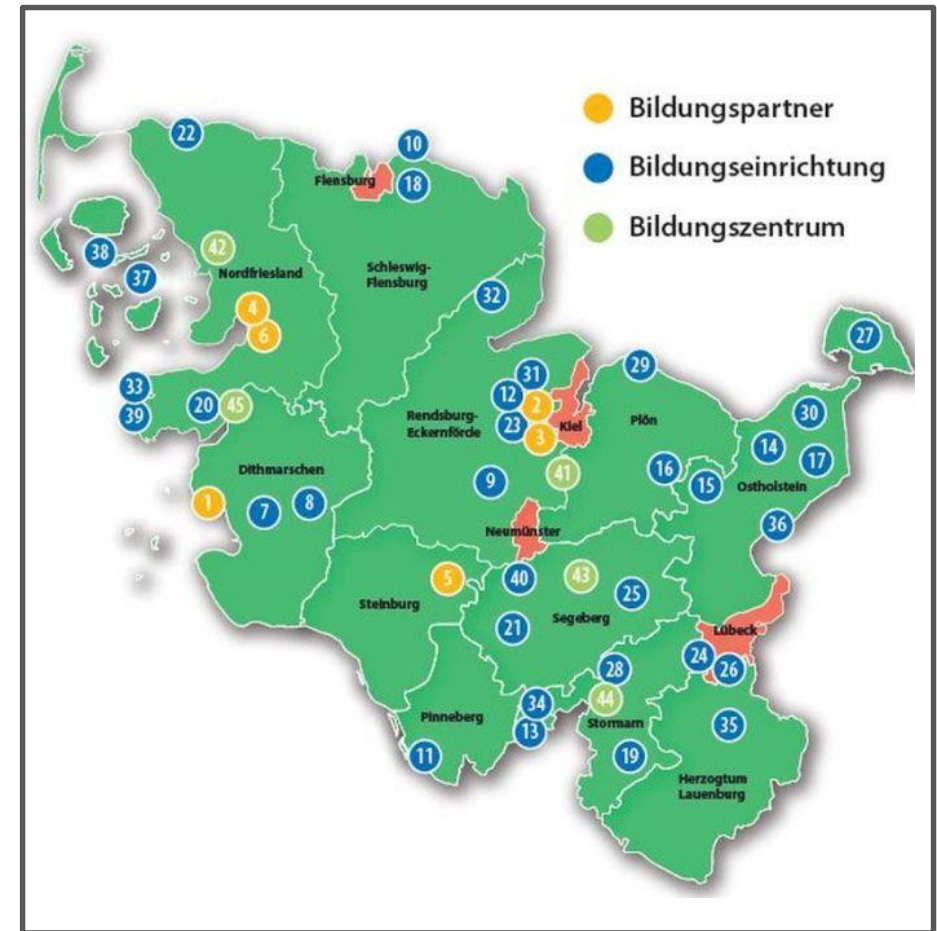 Bildungspartner
22
10
Bildungseinrichtung
Flensburg
18
Bildungszentrum
38
42
Nordfriesland
Schleswig-
Flensburg
37
32
4
6
27
29
33
31
12
2
20
45
39
Rendsburg-
Eckernförde
23
3
Kiel
Plön
30
14
17
Dithmarschen
9
41
16
15
Ostholstein
1
7
8
Neumünster
36
5
40
43
25
Steinburg
21
Segeberg
Lübeck
24
26
28
44
34
Pinneberg
13
Stormarn
35
11
19
Herzogtum
Lauenburg